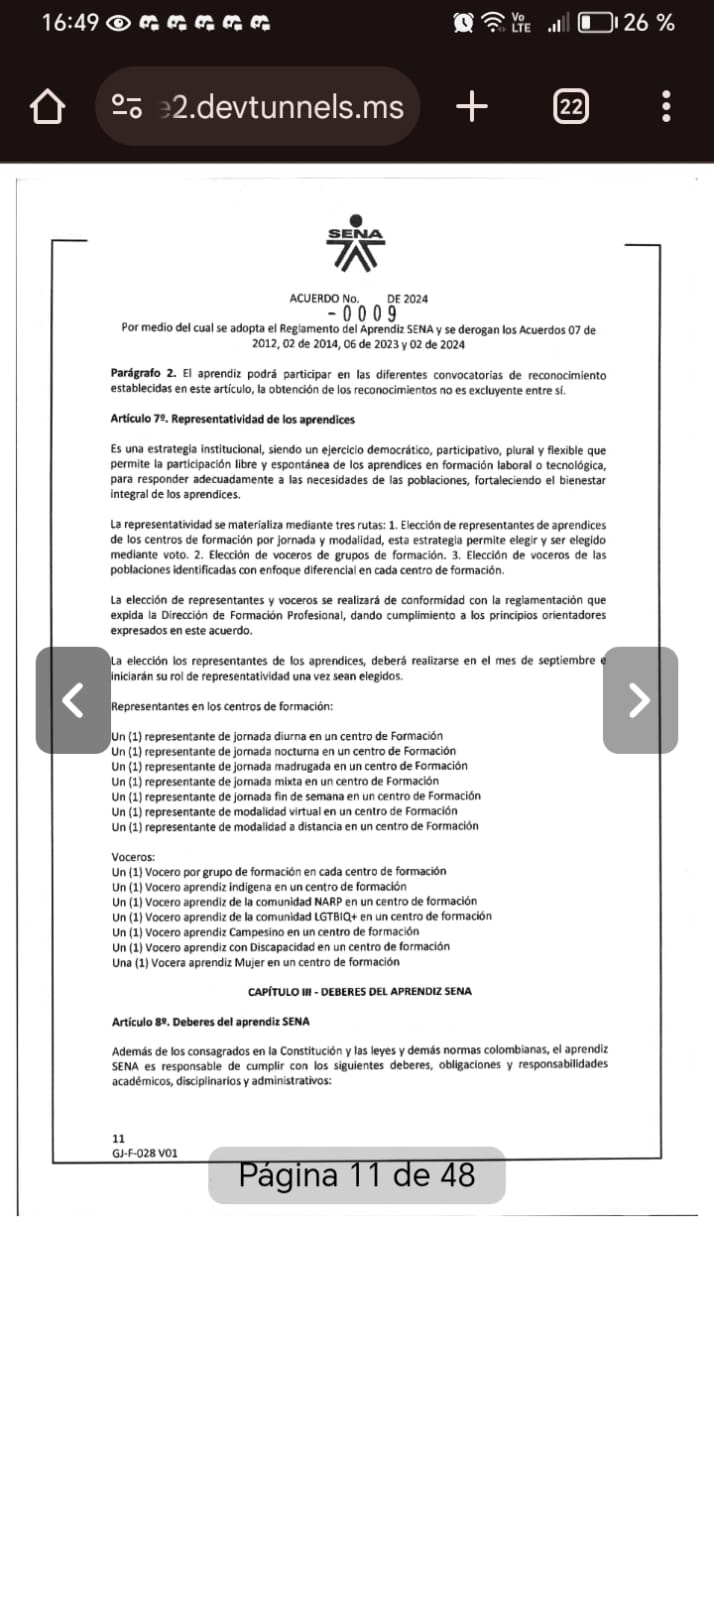 16:49
Vo LTE
26 %
e2.devtunnels.ms
22
SENA
ACUERDO No. DE 2024
- 0 0 0 9
Por medio del cual se adopta el Reglamento del Aprendiz SENA y se derogan los Acuerdos 07 de
2012, 02 de 2014, 06 de 2023 y 02 de 2024
Parágrafo 2. El aprendiz podrá participar en las diferentes convocatorias de reconocimiento
establecidas en este artículo, la obtención de los reconocimientos no es excluyente entre sí.
Artículo 7º. Representatividad de los aprendices
Es una estrategia institucional, siendo un ejercicio democrático, participativo, plural y flexible que
permite la participación libre y espontánea de los aprendices en formación laboral o tecnológica,
para responder adecuadamente a las necesidades de las poblaciones, fortaleciendo el bienestar
integral de los aprendices.
La representatividad se materializa mediante tres rutas: 1. Elección de representantes de aprendices
de los centros de formación por jornada y modalidad, esta estrategia permite elegir y ser elegido
mediante voto. 2. Elección de voceros de grupos de formación. 3. Elección de voceros de las
poblaciones identificadas con enfoque diferencial en cada centro de formación.
La elección de representantes y voceros se realizará de conformidad con la reglamentación que
expida la Dirección de Formación Profesional, dando cumplimiento a los principios orientadores
expresados en este acuerdo.
La elección los representantes de los aprendices, deberá realizarse en el mes de septiembre e
iniciarán su rol de representatividad una vez sean elegidos.
Representantes en los centros de formación:
Un (1) representante de jornada diurna en un centro de Formación
Un (1) representante de jornada nocturna en un centro de Formación
Un (1) representante de jornada madrugada en un centro de Formación
Un (1) representante de jornada mixta en un centro de Formación
Un (1) representante de jornada fin de semana en un centro de Formación
Un (1) representante de modalidad virtual en un centro de Formación
Un (1) representante de modalidad a distancia en un centro de Formación
Voceros:
Un (1) Vocero por grupo de formación en cada centro de formación
Un (1) Vocero aprendiz indígena en un centro de formación
Un (1) Vocero aprendiz de la comunidad NARP en un centro de formación
Un (1) Vocero aprendiz de la comunidad LGTBIQ+ en un centro de formación
Un (1) Vocero aprendiz Campesino en un centro de formación
Un (1) Vocero aprendiz con Discapacidad en un centro de formación
Una (1) Vocera aprendiz Mujer en un centro de formación
CAPÍTULO III - DEBERES DEL APRENDIZ SENA
Artículo 8º. Deberes del aprendiz SENA
Además de los consagrados en la Constitución y las leyes y demás normas colombianas, el aprendiz
SENA es responsable de cumplir con los siguientes deberes, obligaciones y responsabilidades
académicos, disciplinarios y administrativos:
11
GJ-F-028 V01
Página 11 de 48